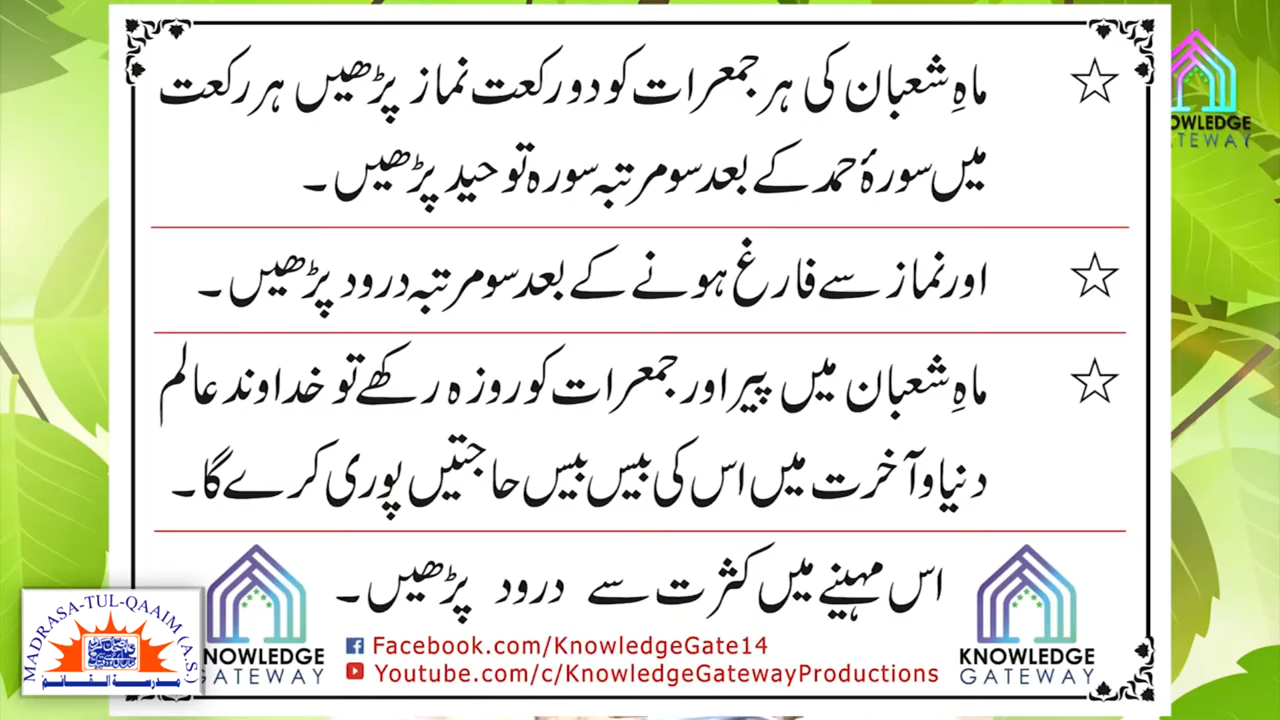 ماہِ شعبان کی ہر جمعرات کو دو رکعت نماز پڑھیں ہر رکعت
میں سورۂ حمد کے بعد سو مرتبہ سورہ توحید پڑھیں۔
اور نماز سے فارغ ہونے کے بعد سو مرتبہ درود پڑھیں۔
ماہِ شعبان میں پیر اور جمعرات کو روزہ رکھے تو خداوند عالم
دنیا و آخرت میں اس کی بیس بیس حاجتیں پوری کرے گا۔
اس مہینے میں کثرت سے درود پڑھیں۔
Facebook.com/KnowledgeGate14
Youtube.com/c/KnowledgeGatewayProductions
KNOWLEDGE
GATEWAY
KNOWLEDGE
GATEWAY
OWLEDGE
TEWAY
MADRASA-TUL-QAAIM (A.S)
مدرسة القائم